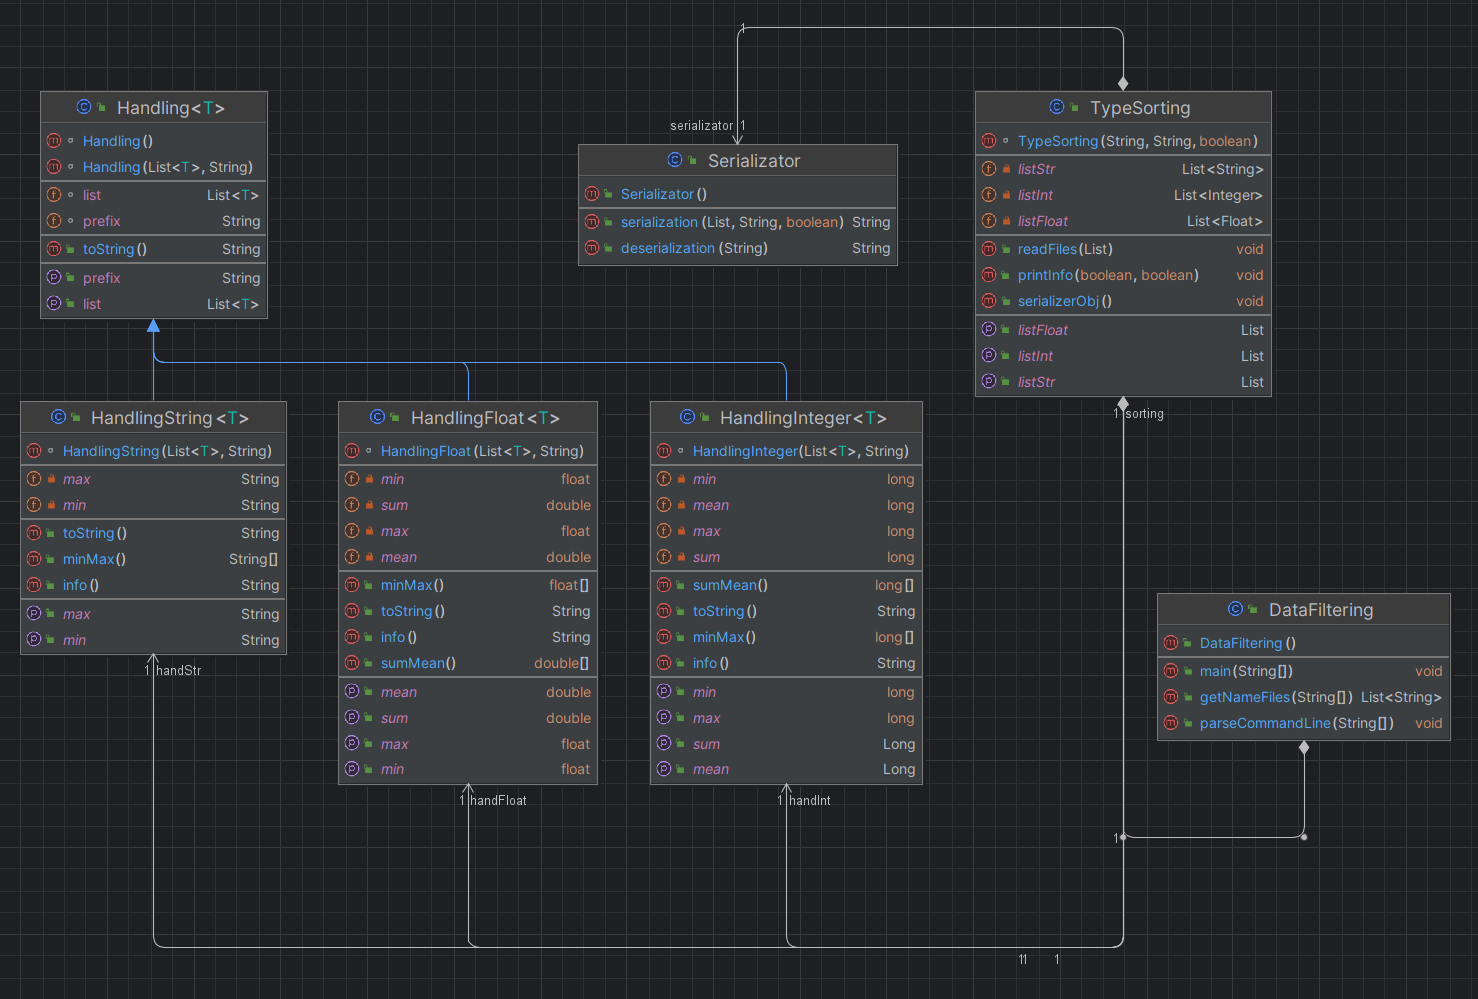 1
serializator 1
Handling<T>
Handling()
Handling(List<T>, String)
list List<T>
prefix String
toString() String
prefix String
list List<T>
Serializator
Serializator()
serialization(List, String, boolean) String
deserialization(String) String
TypeSorting
TypeSorting(String, String, boolean)
listStr List<String>
listInt List<Integer>
listFloat List<Float>
readFiles(List) void
printInfo(boolean, boolean) void
serializerObj() void
listFloat List
listInt List
listStr List
1 sorting
HandlingString<T>
HandlingString(List<T>, String)
max String
min String
toString() String
minMax() String[]
info() String
max String
min String
1 handStr
HandlingFloat<T>
HandlingFloat(List<T>, String)
min float
sum double
max float
mean double
minMax() float[]
toString() String
info() String
sumMean() double[]
mean double
sum double
max float
min float
1 handFloat
HandlingInteger<T>
HandlingInteger(List<T>, String)
min long
mean long
max long
sum long
sumMean() long[]
toString() String
minMax() long[]
info() String
min long
max long
sum Long
mean Long
1 handInt
DataFiltering
DataFiltering()
main(String[]) void
getNameFiles(String[]) List<String>
parseCommandLine(String[]) void
1
11 1